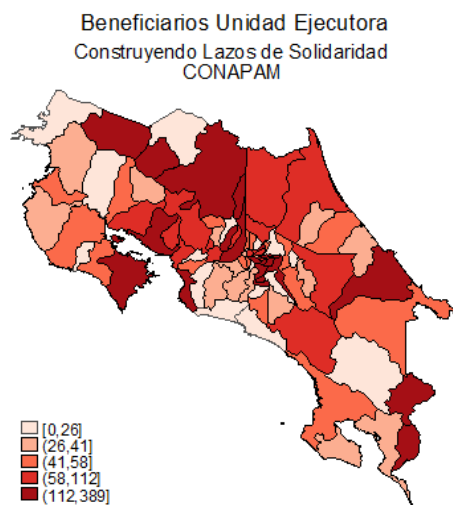 Beneficiarios Unidad Ejecutora
Construyendo Lazos de Solidaridad
CONAPAM
[0,26]
(26,41]
(41,58]
(58,112]
(112,389]